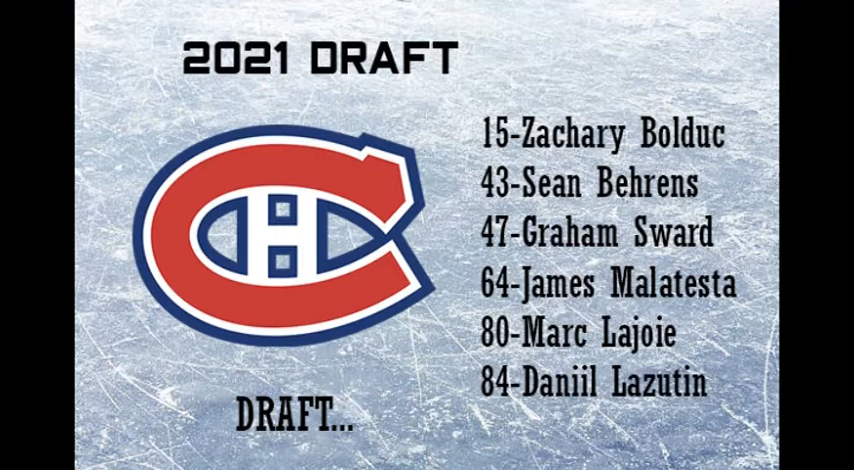 2021 DRAFT
15-Zachary Bolduc
43-Sean Behrens
47-Graham Sward
64-James Malatesta
80-Marc Lajoie
84-Daniil Lazutin
CH
DRAFT...